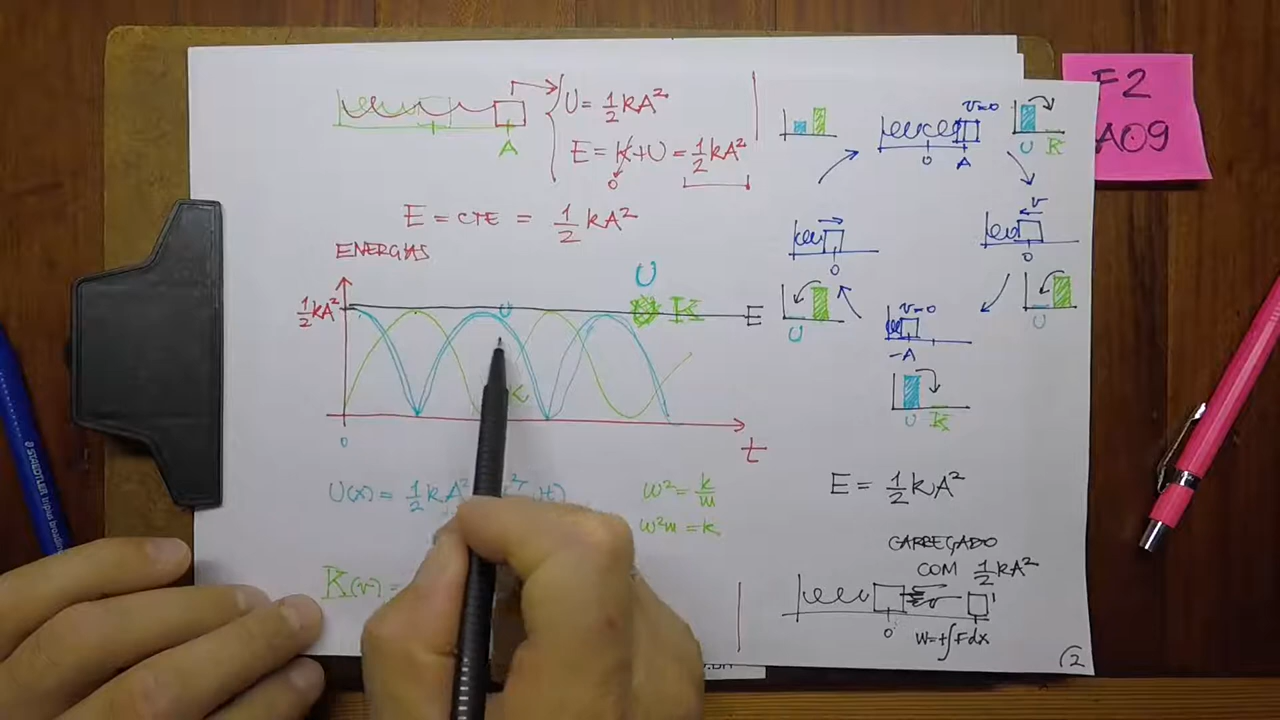 F2
A09
U = ½kA²
E = K+U = ½kA²
0
A
E = CTE = ½kA²
ENERGIAS
½kA²
U
K
E
U
K
0
t
U(x) = ½kA²
ω² = k/m
ω²m = k
K(v) =
v=0
0
A
U
K
v
0
0
U
U
v=0
-A
U
K
E = ½kA²
CARREGADO
COM ½kA²
0
W=+∫Fdx
2
STAEDTLER